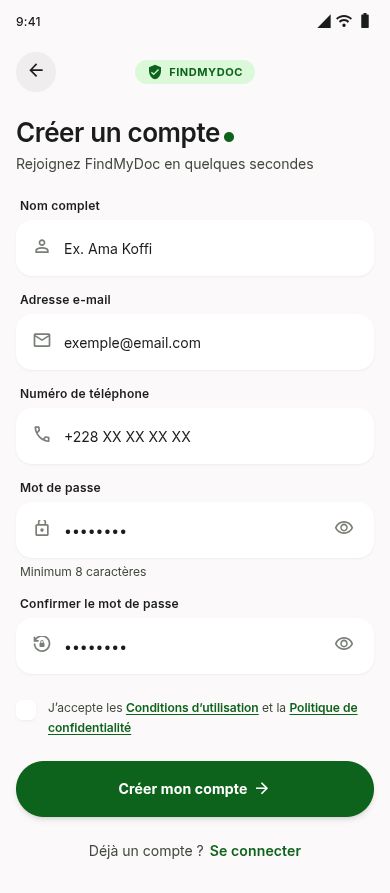 9:41
FINDMYDOC
Créer un compte
Rejoignez FindMyDoc en quelques secondes
Nom complet
Ex. Ama Koffi
Adresse e-mail
exemple@email.com
Numéro de téléphone
+228 XX XX XX XX
Mot de passe
••••••••
Minimum 8 caractères
Confirmer le mot de passe
••••••••
J'accepte les Conditions d'utilisation et la Politique de
confidentialité
Créer mon compte →
Déjà un compte ? Se connecter